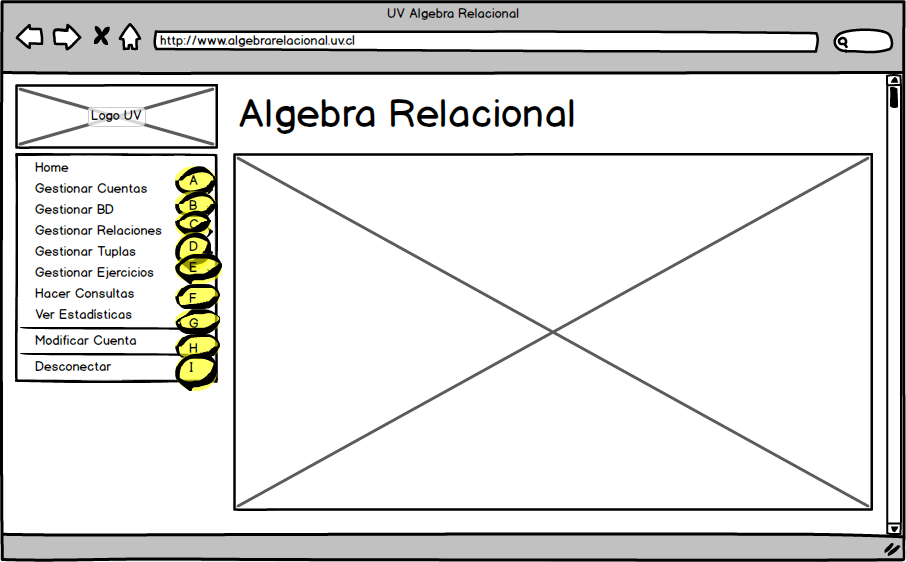 UV Algebra Relacional
http://www.algebrarelacional.uv.cl
Logo UV
Algebra Relacional
Home
Gestionar Cuentas A
Gestionar BD B
Gestionar Relaciones C
Gestionar Tuplas D
Gestionar Ejercicios E
Hacer Consultas F
Ver Estadísticas G
Modificar Cuenta H
Desconectar I